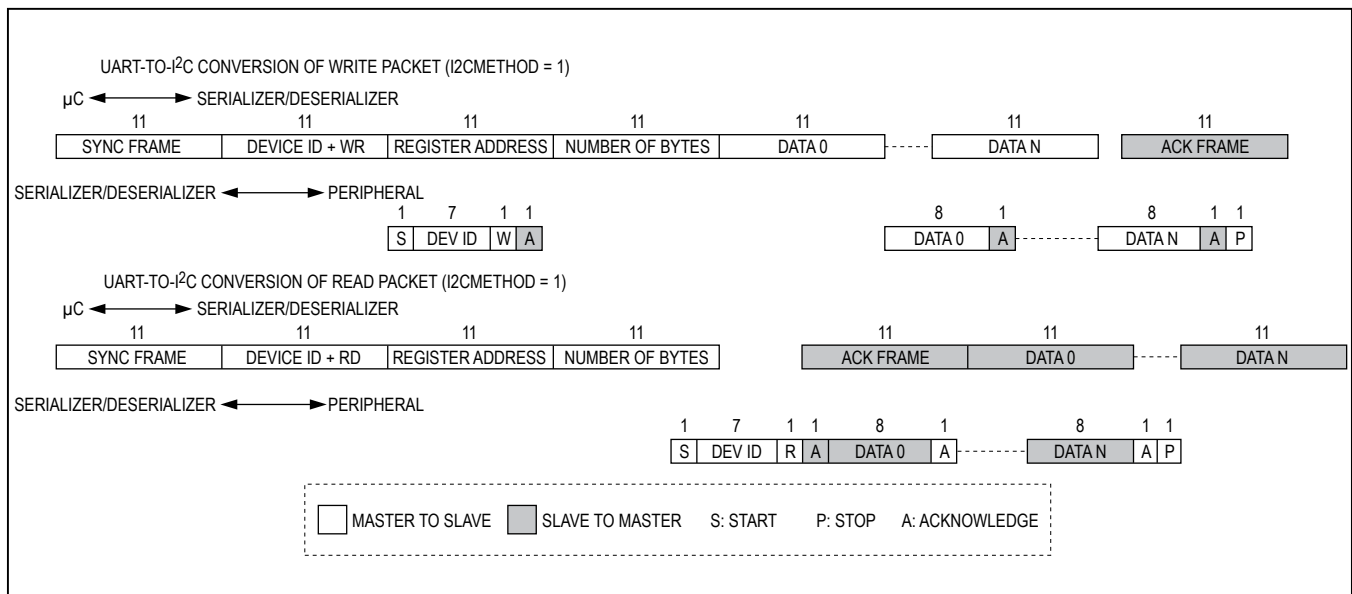 UART-TO-I2C CONVERSION OF WRITE PACKET (I2CMETHOD = 1)
µC SERIALIZER/DESERIALIZER
11 11 11 11 11 11 11
SYNC FRAME DEVICE ID + WR REGISTER ADDRESS NUMBER OF BYTES DATA 0 DATA N ACK FRAME
SERIALIZER/DESERIALIZER PERIPHERAL
1 7 1 1 8 1 8 1 1
S DEV ID W A DATA 0 A DATA N A P
UART-TO-I2C CONVERSION OF READ PACKET (I2CMETHOD = 1)
µC SERIALIZER/DESERIALIZER
11 11 11 11 11 11 11
SYNC FRAME DEVICE ID + RD REGISTER ADDRESS NUMBER OF BYTES ACK FRAME DATA 0 DATA N
SERIALIZER/DESERIALIZER PERIPHERAL
1 7 1 1 8 1 8 1 1
S DEV ID R A DATA 0 A DATA N A P
MASTER TO SLAVE SLAVE TO MASTER S: START P: STOP A: ACKNOWLEDGE